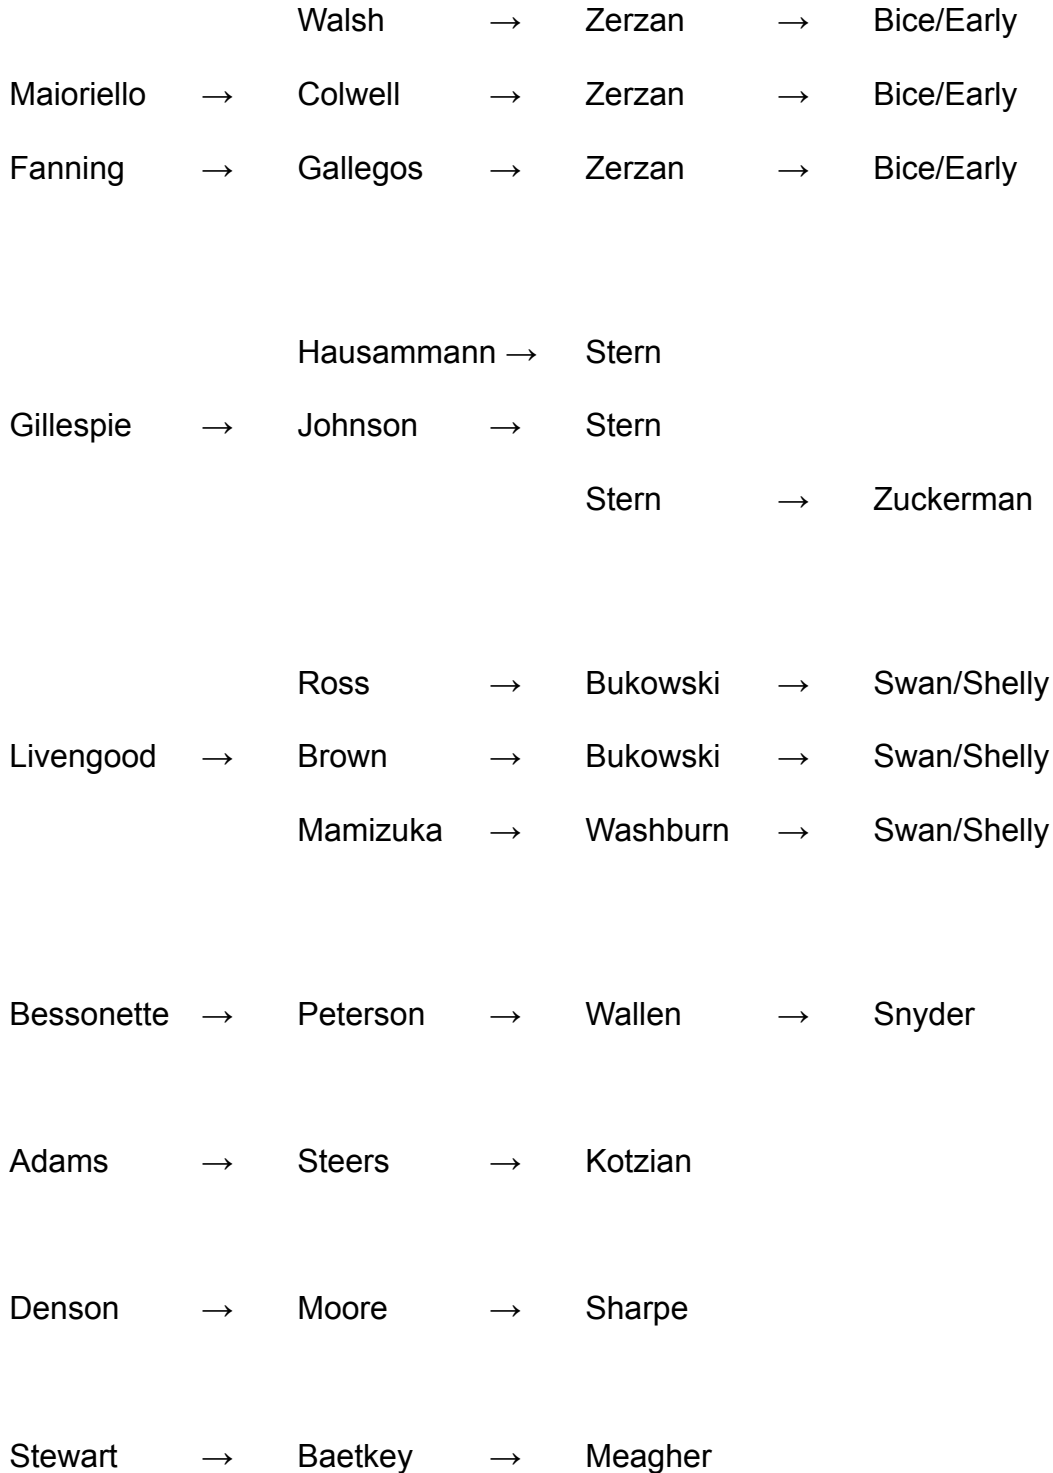 Walsh → Zerzan → Bice/Early
Maioriello → Colwell → Zerzan → Bice/Early
Fanning → Gallegos → Zerzan → Bice/Early
Hausammann → Stern
Gillespie → Johnson → Stern
Stern → Zuckerman
Ross → Bukowski → Swan/Shelly
Livengood → Brown → Bukowski → Swan/Shelly
Mamizuka → Washburn → Swan/Shelly
Bessonette → Peterson → Wallen → Snyder
Adams → Steers → Kotzian
Denson → Moore → Sharpe
Stewart → Baetkey → Meagher